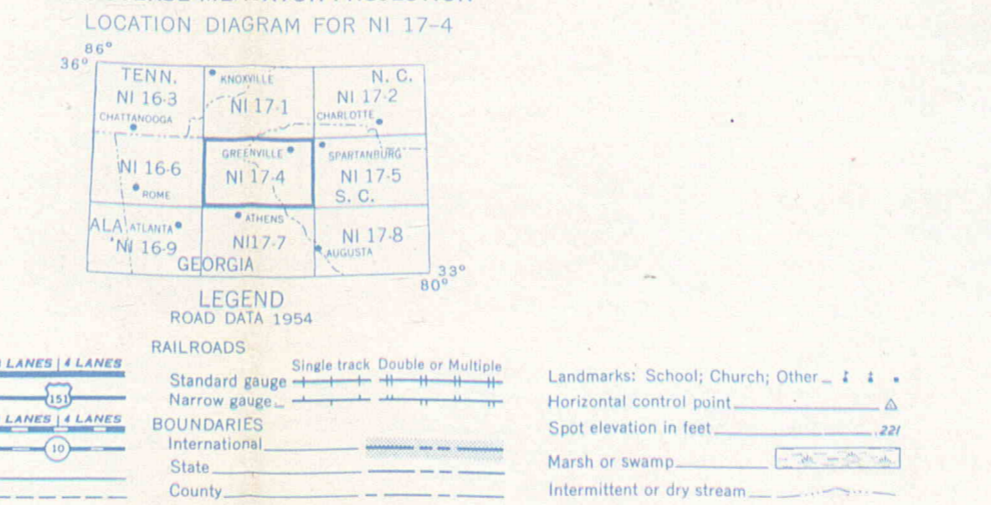 LOCATION DIAGRAM FOR NI 17-4
86°
36°
TENN.
NI 16-3
CHATTANOOGA
KNOXVILLE
NI 17-1
N. C.
NI 17-2
CHARLOTTE
NI 16-6
ROME
GREENVILLE
NI 17-4
SPARTANBURG
NI 17-5
S. C.
ALA
ATLANTA
NI 16-9
ATHENS
NI17-7
NI 17-8
AUGUSTA
GEORGIA
33°
80°
LEGEND
ROAD DATA 1954
LANES | 4 LANES
151
LANES | 4 LANES
10
RAILROADS
Single track Double or Multiple
Standard gauge
Narrow gauge
BOUNDARIES
International
State
County
Landmarks: School; Church; Other
Horizontal control point
Spot elevation in feet 221
Marsh or swamp
Intermittent or dry stream